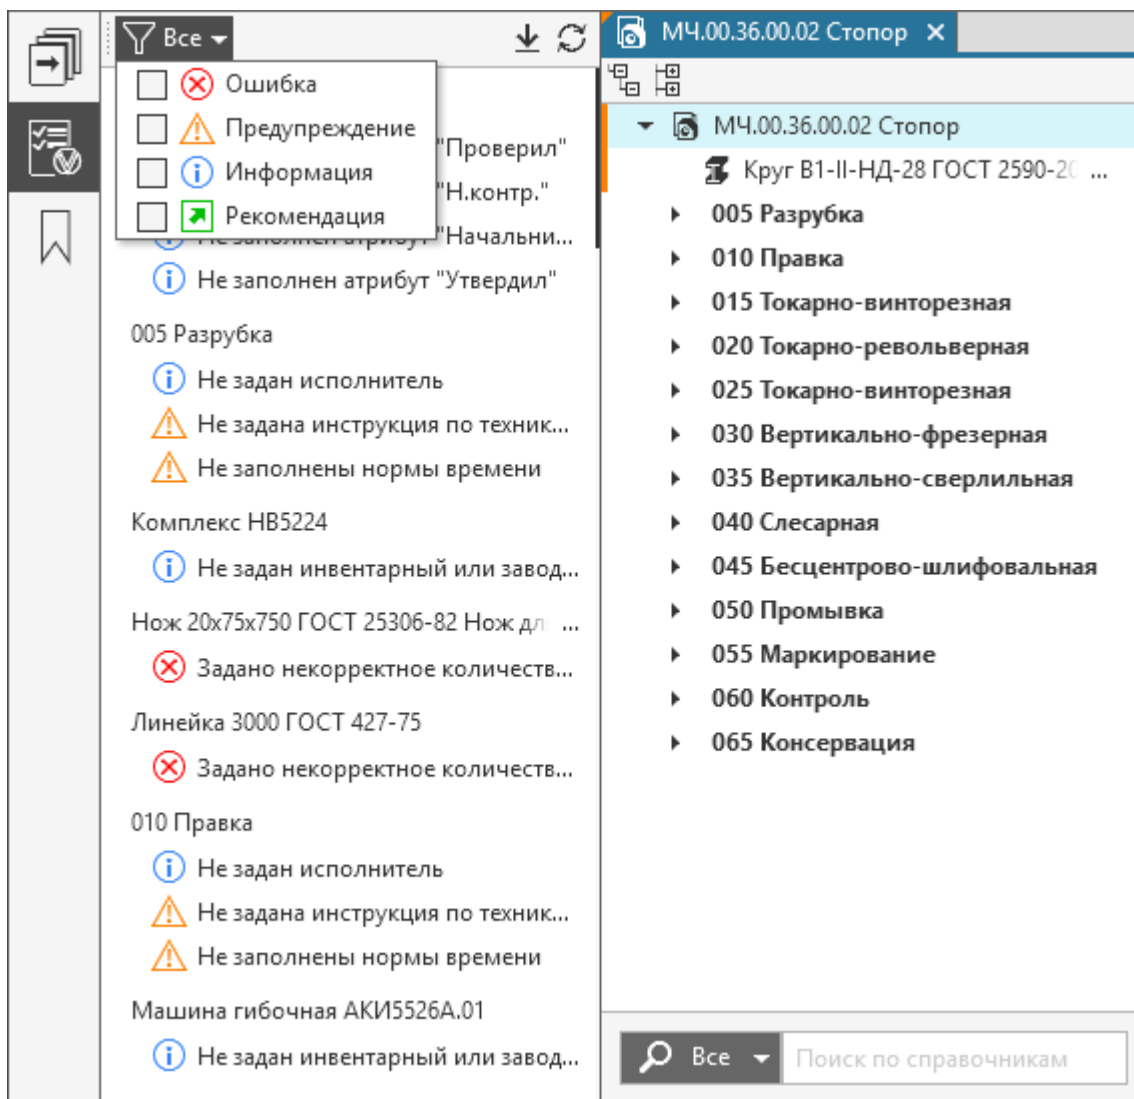 Все
Ошибка
Предупреждение
Информация
Рекомендация
"Проверил"
"Н.контр."
"Начальни...
Не заполнен атрибут "Утвердил"
005 Разрубка
Не задан исполнитель
Не задана инструкция по техник...
Не заполнены нормы времени
Комплекс НВ5224
Не задан инвентарный или завод...
Нож 20х75х750 ГОСТ 25306-82 Нож дл ...
Задано некорректное количеств...
Линейка 3000 ГОСТ 427-75
Задано некорректное количеств...
010 Правка
Не задан исполнитель
Не задана инструкция по техник...
Не заполнены нормы времени
Машина гибочная АКИ5526А.01
Не задан инвентарный или завод...
МЧ.00.36.00.02 Стопор
МЧ.00.36.00.02 Стопор
Круг В1-II-НД-28 ГОСТ 2590-20 ...
005 Разрубка
010 Правка
015 Токарно-винторезная
020 Токарно-револьверная
025 Токарно-винторезная
030 Вертикально-фрезерная
035 Вертикально-сверлильная
040 Слесарная
045 Бесцентрово-шлифовальная
050 Промывка
055 Маркирование
060 Контроль
065 Консервация
Все
Поиск по справочникам